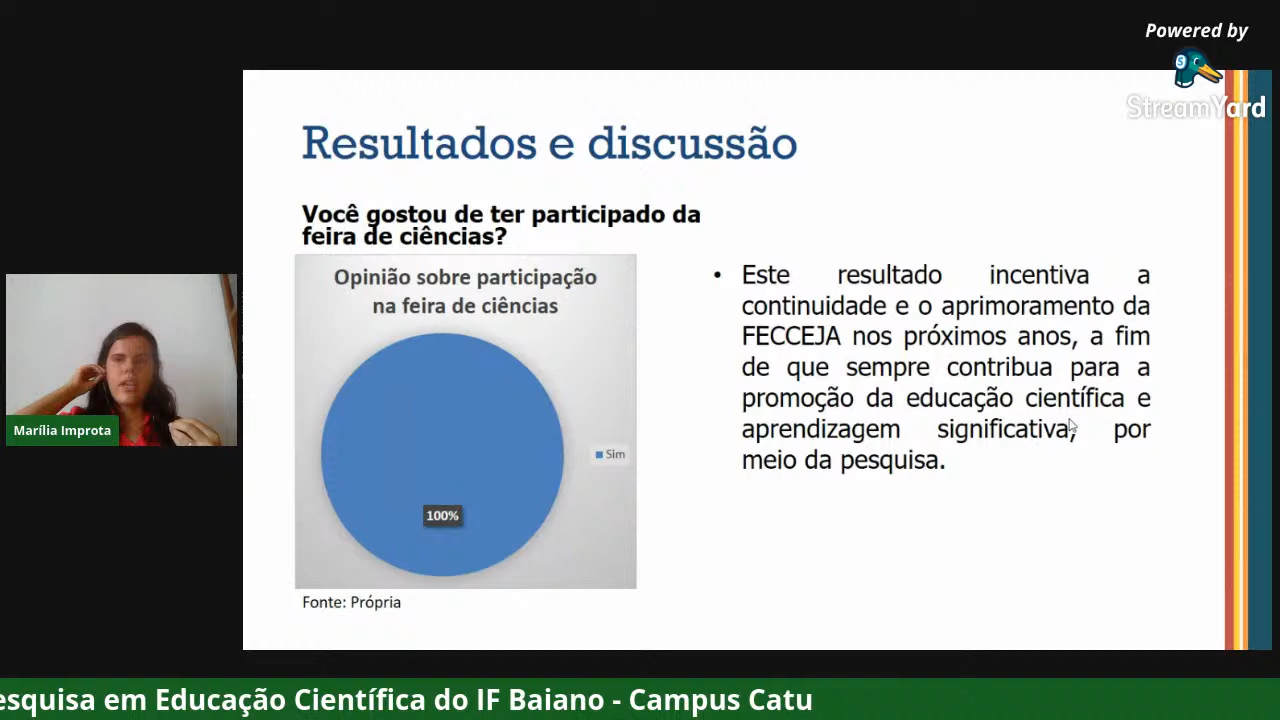 Powered by
StreamYard
Resultados e discussão
Você gostou de ter participado da
feira de ciências?
Opinião sobre participação
na feira de ciências
Sim
100%
Fonte: Própria
• Este resultado incentiva a
continuidade e o aprimoramento da
FECCEJA nos próximos anos, a fim
de que sempre contribua para a
promoção da educação científica e
aprendizagem significativa, por
meio da pesquisa.
Marília Improta
esquisa em Educação Científica do IF Baiano - Campus Catu